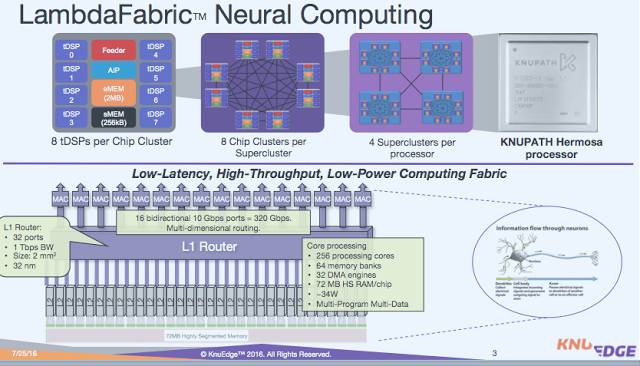 LambdaFabric™ Neural Computing
tDSP 0
Feeder
tDSP 4
tDSP 1
AIP
tDSP 5
tDSP 2
eMEM (2MB)
tDSP 6
tDSP 3
sMEM (256kB)
tDSP 7
KNUPATH
8 tDSPs per Chip Cluster
8 Chip Clusters per
Supercluster
4 Superclusters per
processor
KNUPATH Hermosa
processor
Low-Latency, High-Throughput, Low-Power Computing Fabric
MAC MAC MAC MAC MAC MAC MAC MAC MAC MAC MAC MAC MAC MAC MAC MAC
16 bidirectional 10 Gbps ports = 320 Gbps.
Multi-dimensional routing.
L1 Router:
• 32 ports
• 1 Tbps BW
• Size: 2 mm²
• 32 nm
L1 Router
Core processing
• 256 processing cores
• 64 memory banks
• 32 DMA engines
• 72 MB HS RAM/chip
• ~34W
• Multi-Program Multi-Data
72MB Highly Segmented Memory
Information flow through neurons
Dendrites
Cell body
Axon
7/25/16
© KnuEdge™ 2016. All Rights Reserved.
3
KNUEDGE